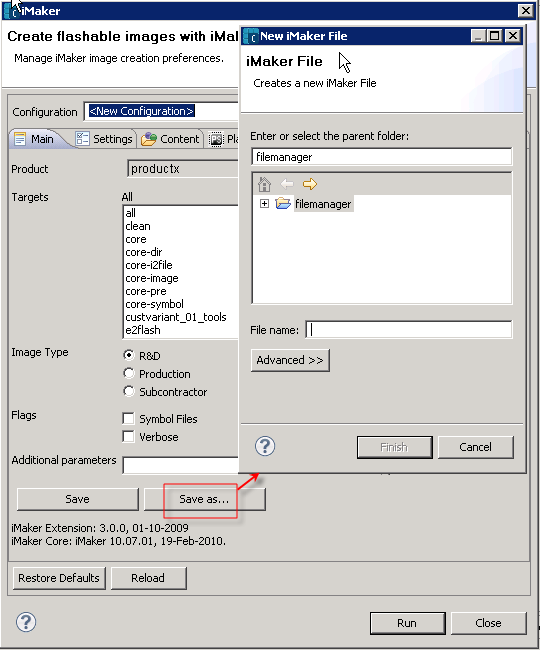 iMaker
Create flashable images with iMa
Manage iMaker image creation preferences.
Configuration <New Configuration>
Main Settings Content
Product productx
Targets All
all
clean
core
core-dir
core-i2file
core-image
core-pre
core-symbol
custvariant_01_tools
e2flash
Image Type R&D
Production
Subcontractor
Flags Symbol Files
Verbose
Additional parameters
Save Save as...
iMaker Extension: 3.0.0, 01-10-2009
iMaker Core: iMaker 10.07.01, 19-Feb-2010.
Restore Defaults Reload
Run Close
New iMaker File
iMaker File
Creates a new iMaker File
Enter or select the parent folder:
filemanager
filemanager
File name:
Advanced >>
Finish Cancel